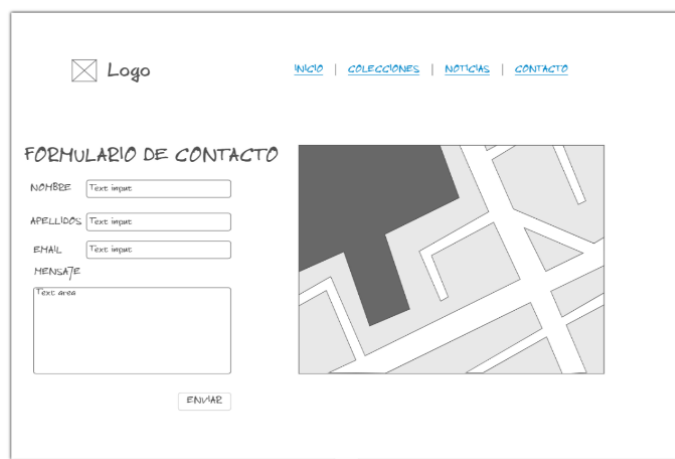 Logo
INICIO | COLECCIONES | NOTICIAS | CONTACTO
FORMULARIO DE CONTACTO
NOMBRE Text input
APELLIDOS Text input
EMAIL Text input
MENSAJE
Text area
ENVIAR